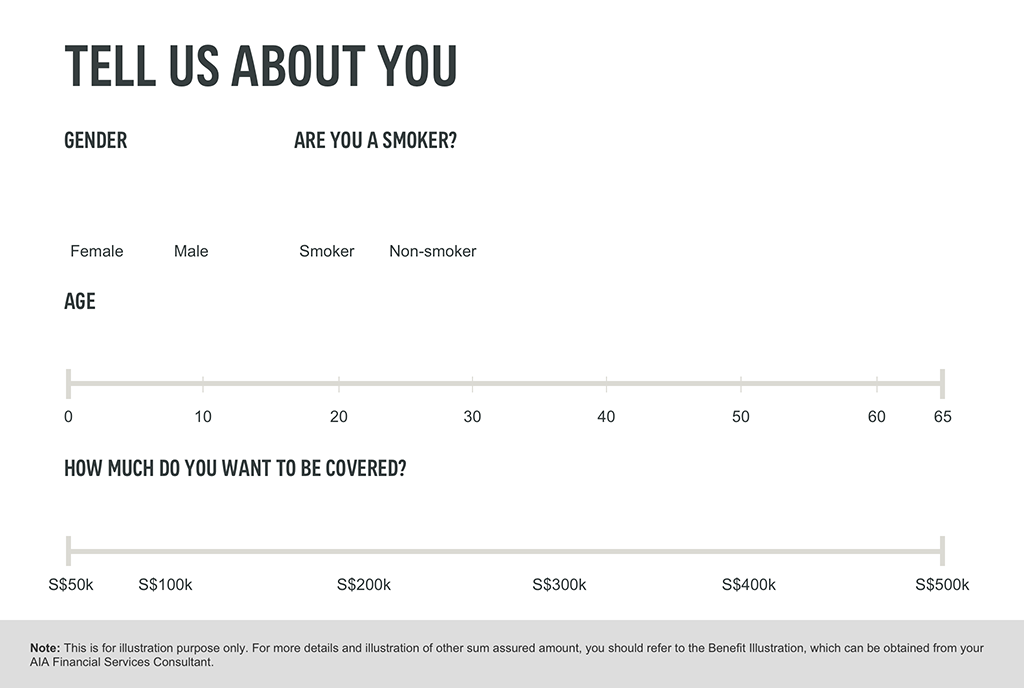 TELL US ABOUT YOU
GENDER ARE YOU A SMOKER?
Female Male Smoker Non-smoker
AGE
0 10 20 30 40 50 60 65
HOW MUCH DO YOU WANT TO BE COVERED?
S$50k S$100k S$200k S$300k S$400k S$500k
Note: This is for illustration purpose only. For more details and illustration of other sum assured amount, you should refer to the Benefit Illustration, which can be obtained from your
AIA Financial Services Consultant.